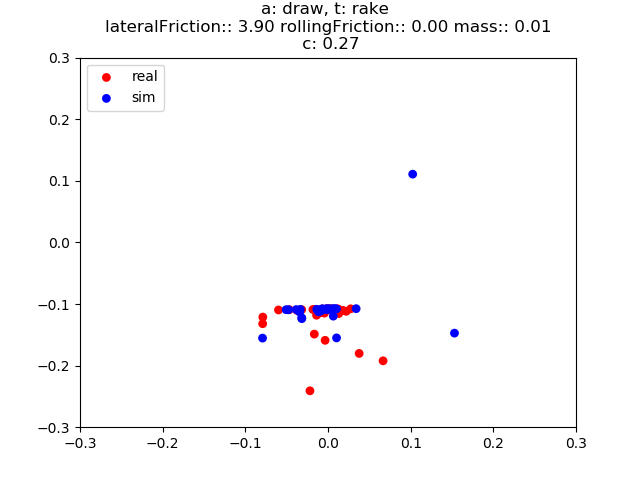 a: draw, t: rake
lateralFriction:: 3.90 rollingFriction:: 0.00 mass:: 0.01
c: 0.27
real
sim
0.3
0.2
0.1
0.0
−0.1
−0.2
−0.3
−0.3
−0.2
−0.1
0.0
0.1
0.2
0.3